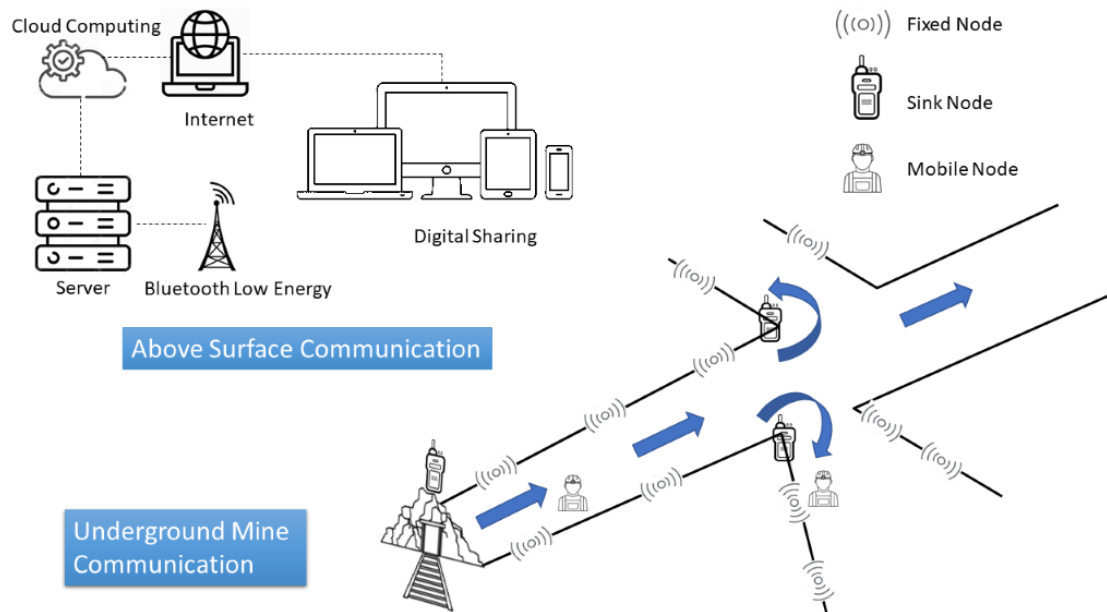 Cloud Computing
Internet
Server
Bluetooth Low Energy
Digital Sharing
Above Surface Communication
Fixed Node
Sink Node
Mobile Node
Underground Mine
Communication